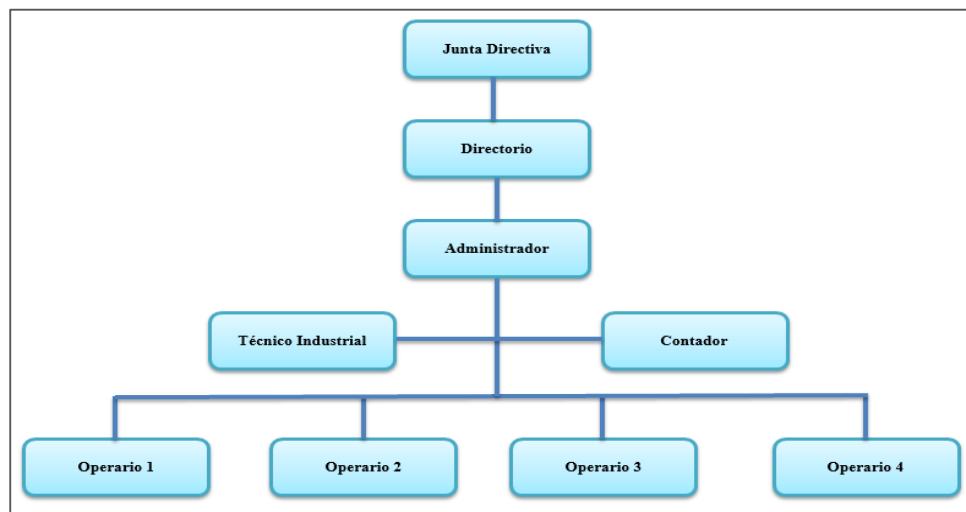 Junta Directiva
Directorio
Administrador
Técnico Industrial
Contador
Operario 1
Operario 2
Operario 3
Operario 4